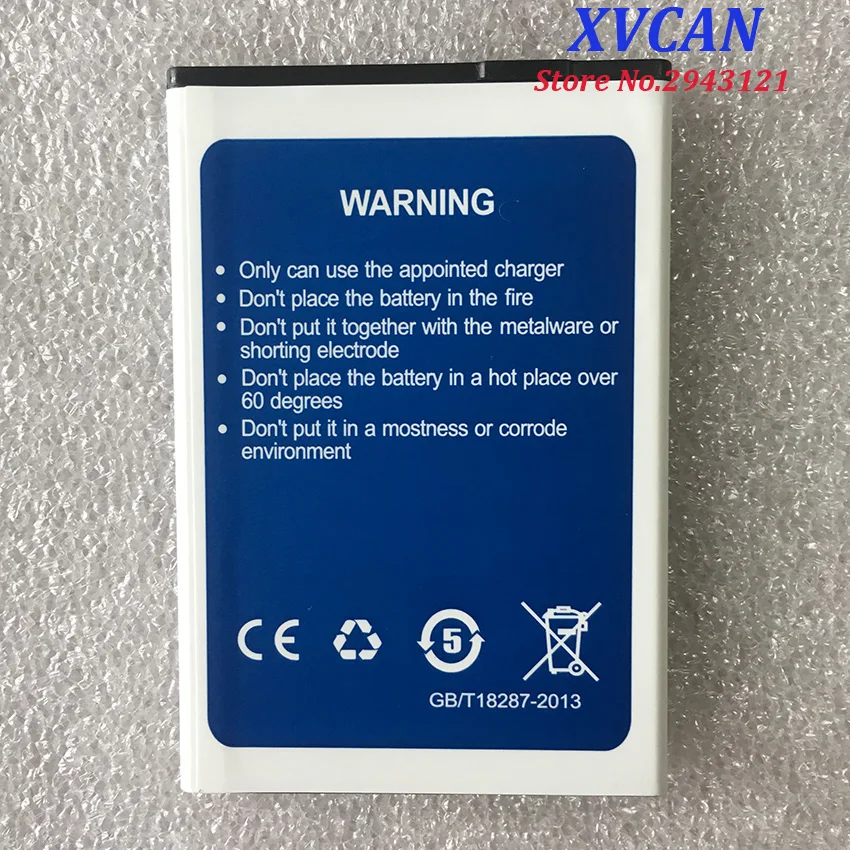 XVCAN
Store No.2943121
WARNING
• Only can use the appointed charger
• Don't place the battery in the fire
• Don't put it together with the metalware or
shorting electrode
• Don't place the battery in a hot place over
60 degrees
• Don't put it in a mostness or corrode
environment
CE
5
GB/T18287-2013